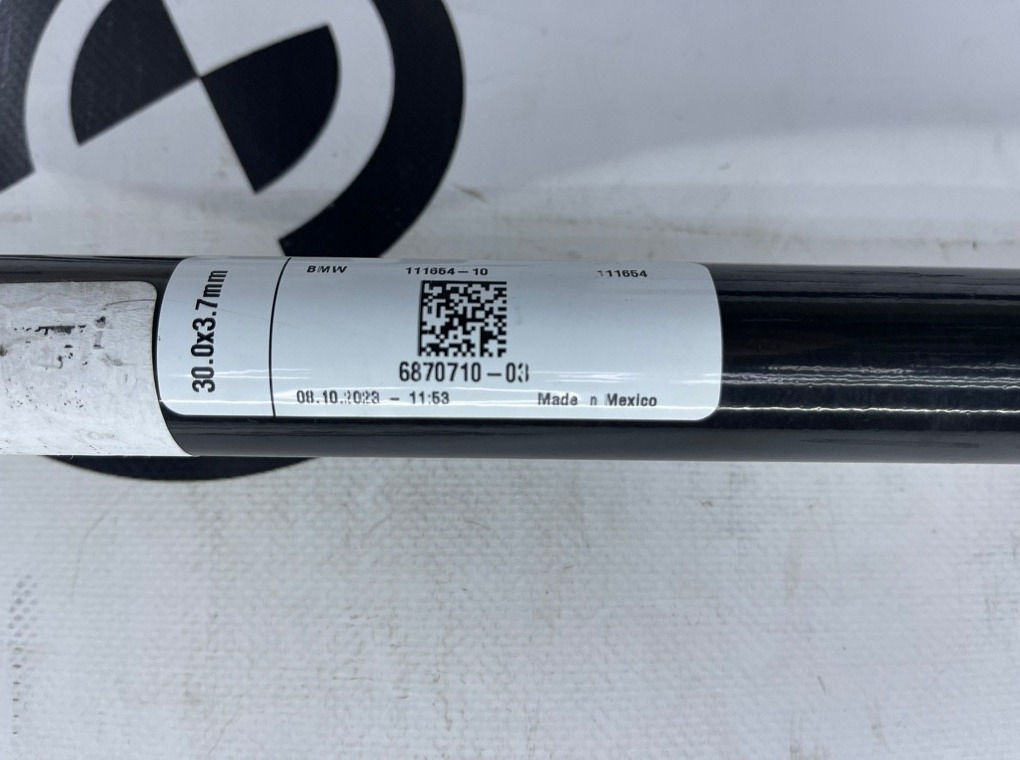 30.0x3.7mm
BMW 111654-10 111654
6870710-03
08.10.2023 - 11:53 Made n Mexico